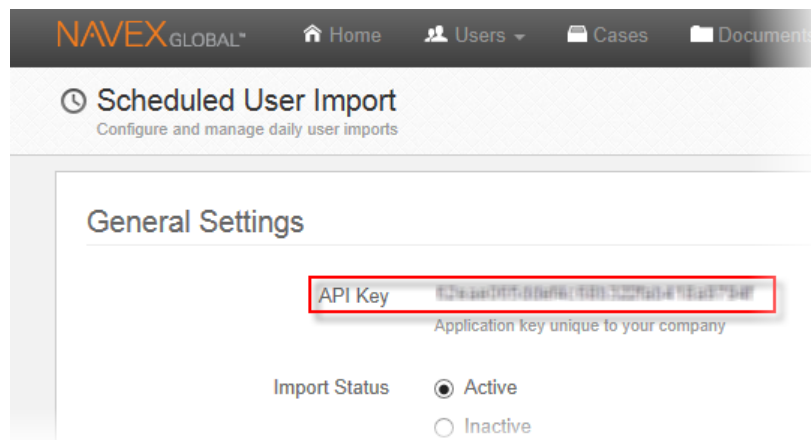 NAVEX GLOBAL™ Home Users Cases Documents
Scheduled User Import
Configure and manage daily user imports
General Settings
API Key
Application key unique to your company
Import Status Active
Inactive